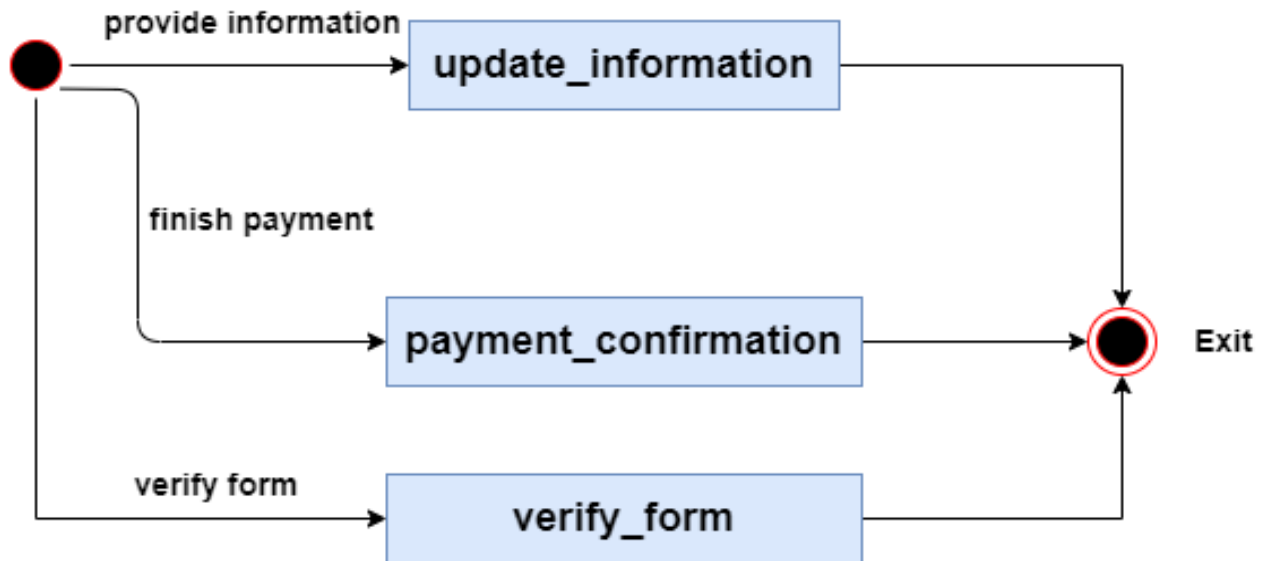 provide information
update_information
finish payment
payment_confirmation
Exit
verify form
verify_form